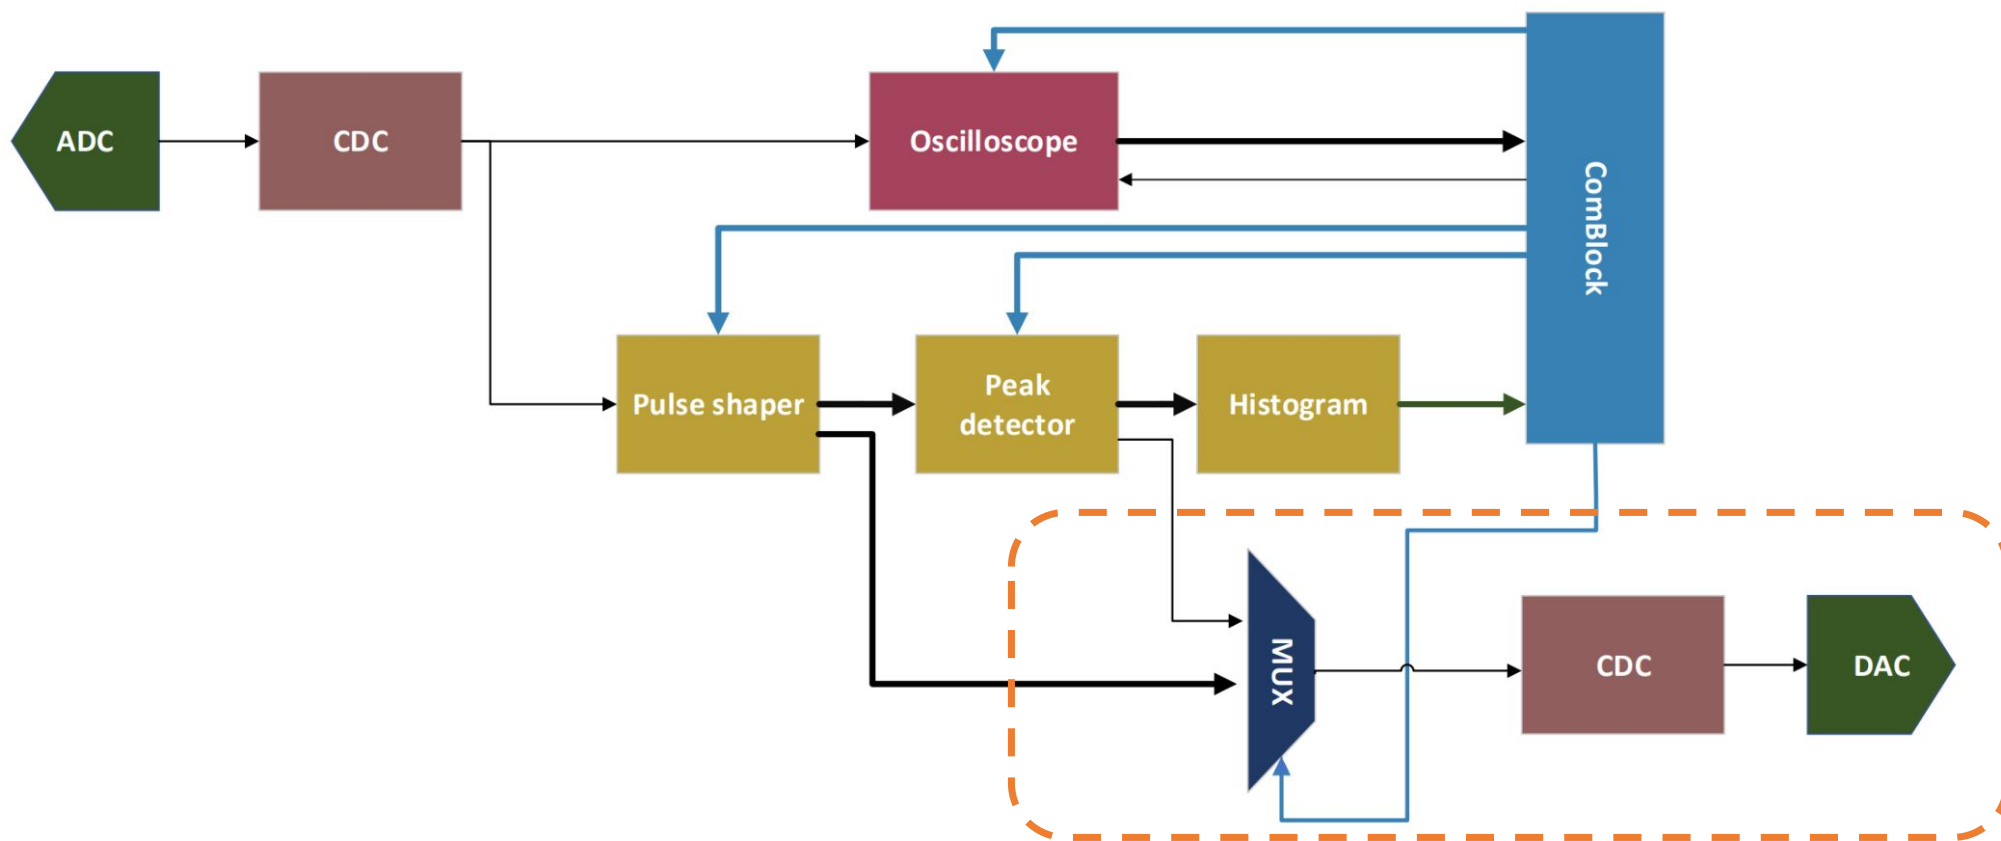 ADC
CDC
Oscilloscope
ComBlock
Pulse shaper
Peak
detector
Histogram
MUX
CDC
DAC